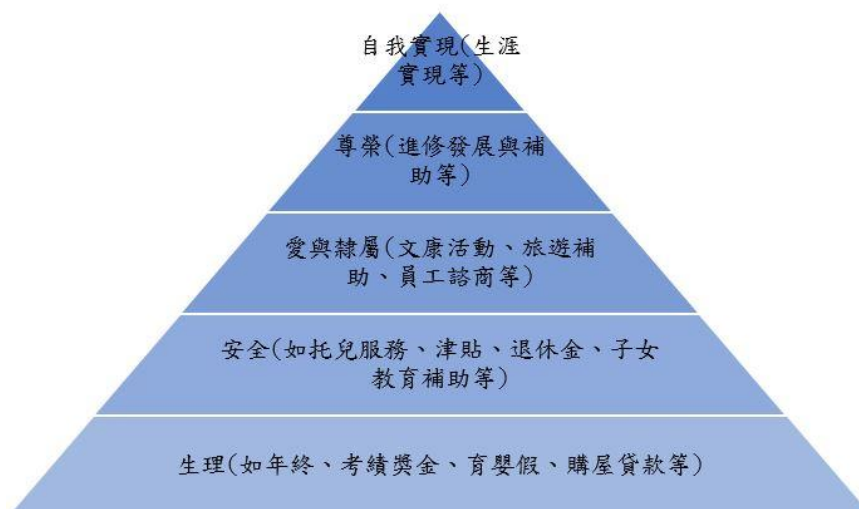 自我實現(生涯
實現等)
尊榮(進修發展與補
助等)
愛與隸屬(文康活動、旅遊補
助、員工諮商等)
安全(如托兒服務、津貼、退休金、子女
教育補助等)
生理(如年終、考績獎金、育嬰假、購屋貸款等)